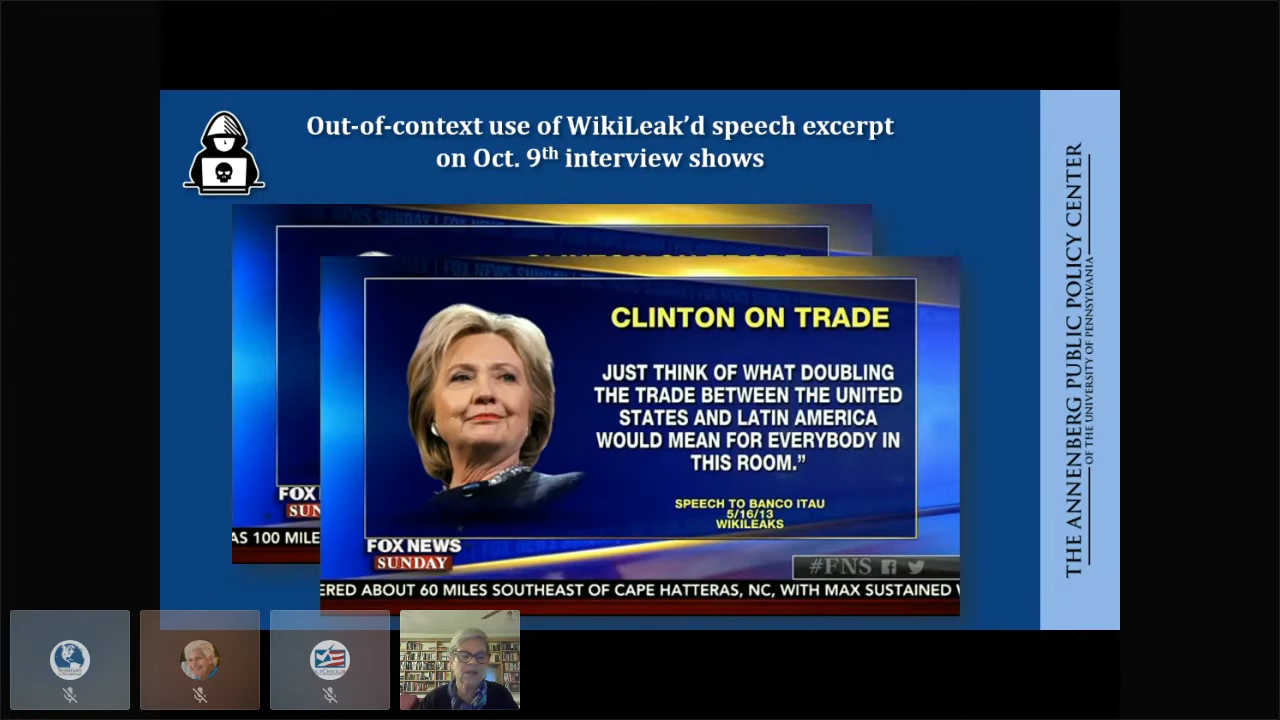 Out-of-context use of WikiLeak’d speech excerpt
on Oct. 9th interview shows
CLINTON ON TRADE
JUST THINK OF WHAT DOUBLING
THE TRADE BETWEEN THE UNITED
STATES AND LATIN AMERICA
WOULD MEAN FOR EVERYBODY IN
THIS ROOM.”
SPEECH TO BANCO ITAU
5/16/13
WIKILEAKS
FOX
SUN
AS 100 MILE
FOX NEWS
SUNDAY
#FNS
ERED ABOUT 60 MILES SOUTHEAST OF CAPE HATTERAS, NC, WITH MAX SUSTAINED
THE ANNENBERG PUBLIC POLICY CENTER
OF THE UNIVERSITY OF PENNSYLVANIA